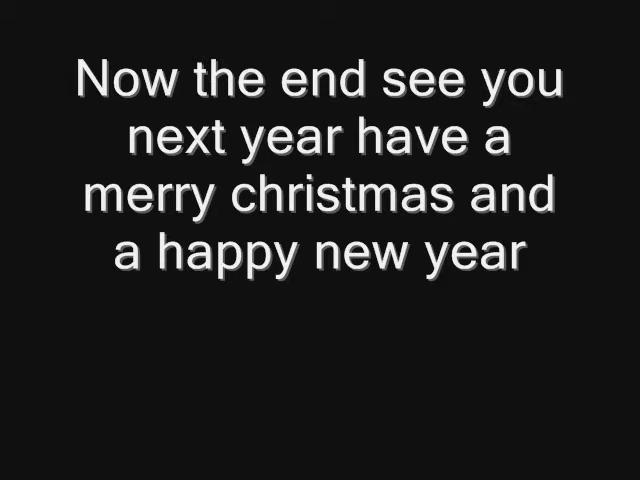 Now the end see you
next year have a
merry christmas and
a happy new year